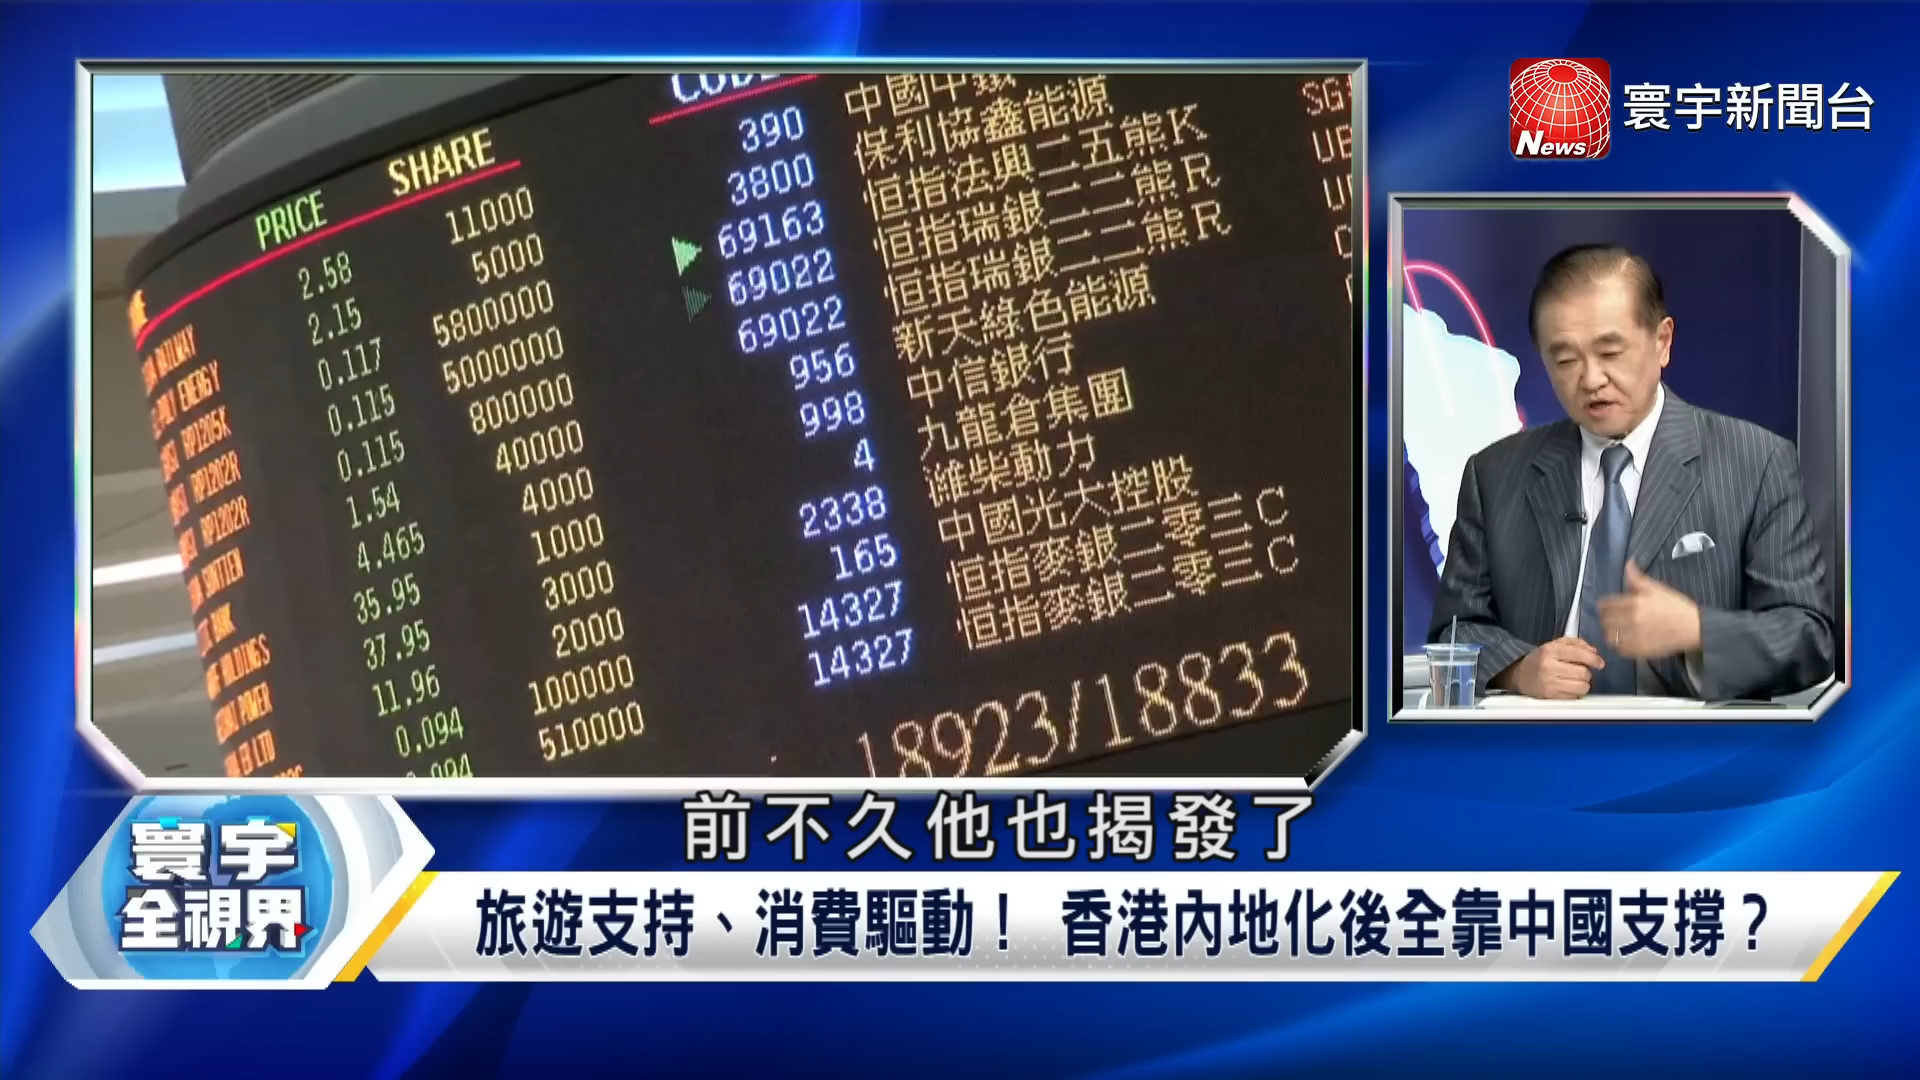 寰宇新聞台
News
CODE
PRICE
SHARE
2.58 11000 390 中國中鐵
2.15 5000 3800 保利協鑫能源
0.117 5800000 69163 恒指法興二五熊K
0.115 5000000 69022 恒指瑞銀二二熊R
0.115 800000 69022 恒指瑞銀二二熊R
1.54 40000 956 新天綠色能源
4.465 4000 998 中信銀行
35.95 1000 4 九龍倉集團
37.95 3000 2338 濰柴動力
11.96 2000 165 中國光大控股
0.094 100000 14327 恒指麥銀二零三C
0.094 510000 14327 恒指麥銀二零三C
18923/18833
前不久他也揭發了
寰宇全視界
旅遊支持、消費驅動！ 香港內地化後全靠中國支撐？